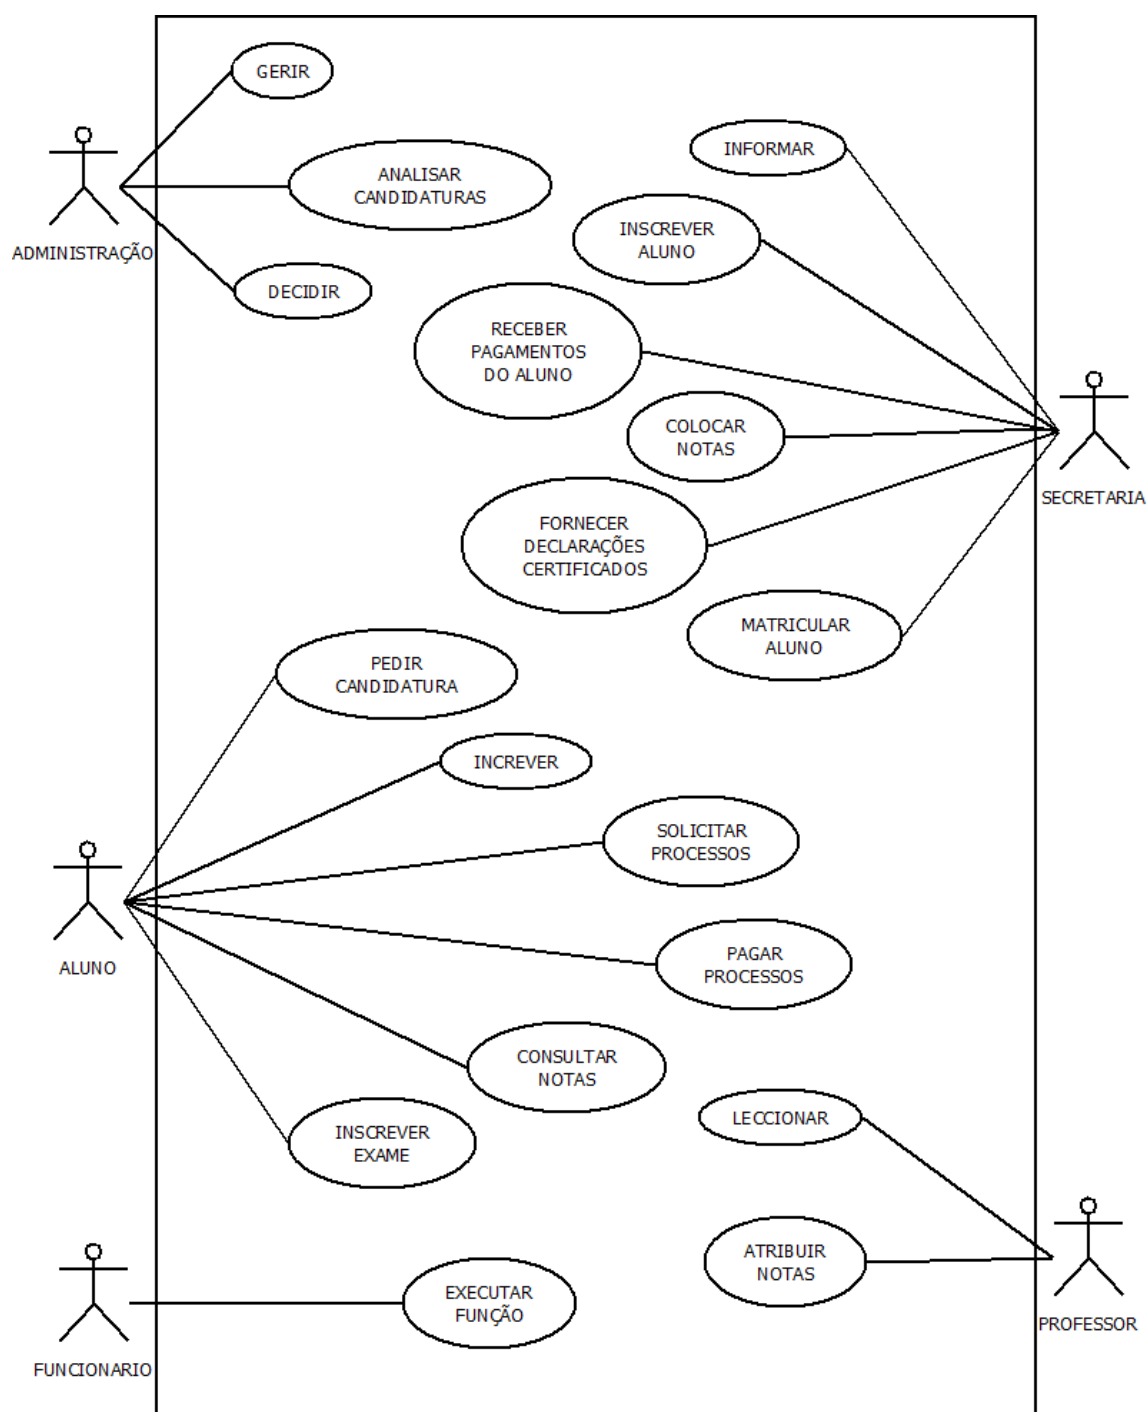 GERIR
ANALISAR
CANDIDATURAS
ADMINISTRAÇÃO
DECIDIR
INFORMAR
INSCREVER
ALUNO
RECEBER
PAGAMENTOS
DO ALUNO
COLOCAR
NOTAS
SECRETARIA
FORNECER
DECLARAÇÕES
CERTIFICADOS
MATRICULAR
ALUNO
PEDIR
CANDIDATURA
INCREVER
SOLICITAR
PROCESSOS
ALUNO
PAGAR
PROCESSOS
CONSULTAR
NOTAS
INSCREVER
EXAME
LECCIONAR
ATRIBUIR
NOTAS
PROFESSOR
EXECUTAR
FUNÇÃO
FUNCIONARIO